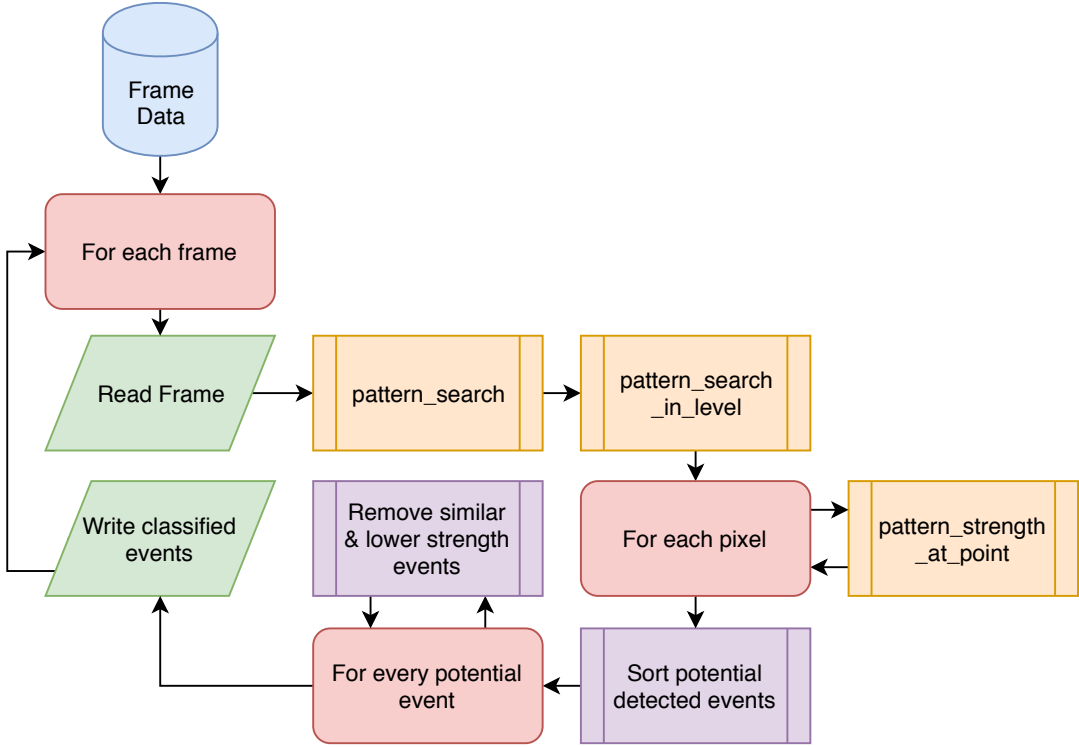 Frame
Data
For each frame
Read Frame
pattern_search
pattern_search
_in_level
For each pixel
pattern_strength
_at_point
Sort potential
detected events
For every potential
event
Remove similar
& lower strength
events
Write classified
events